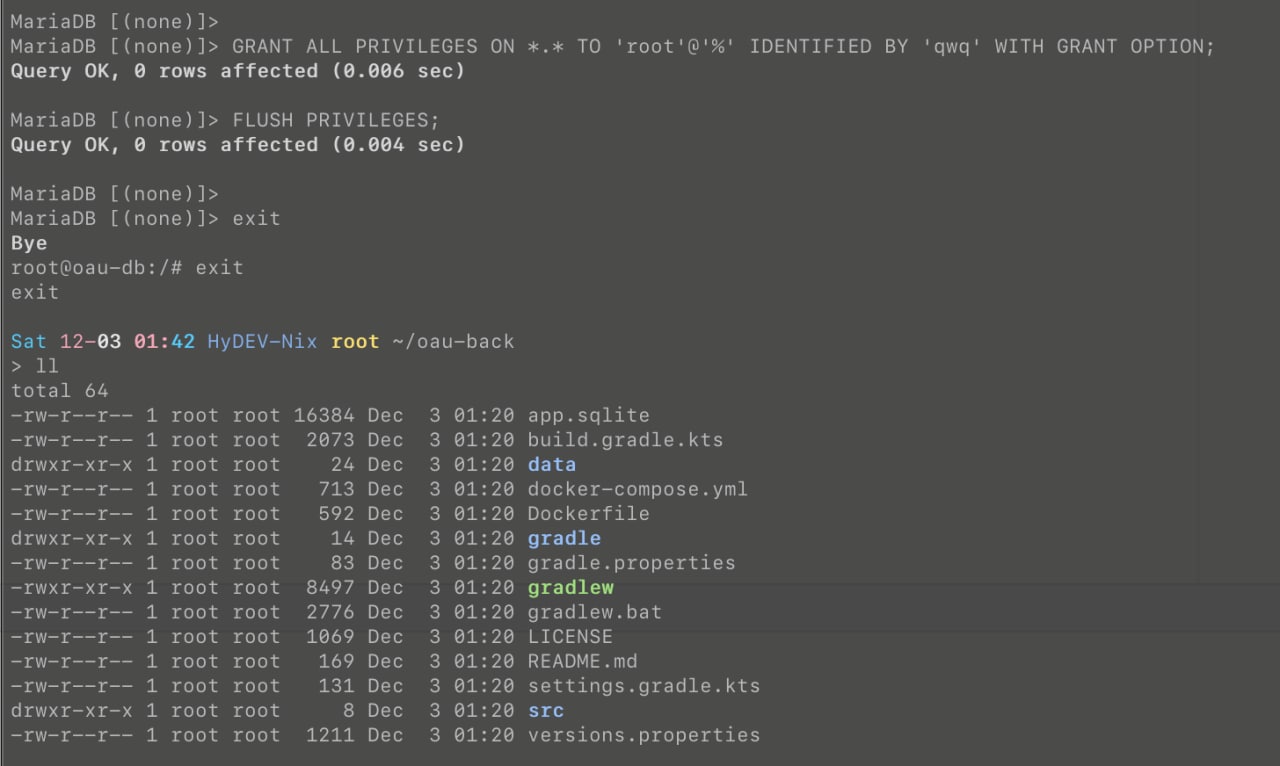 MariaDB [(none)]>
MariaDB [(none)]> GRANT ALL PRIVILEGES ON *.* TO 'root'@'%' IDENTIFIED BY 'qwq' WITH GRANT OPTION;
Query OK, 0 rows affected (0.006 sec)

MariaDB [(none)]> FLUSH PRIVILEGES;
Query OK, 0 rows affected (0.004 sec)

MariaDB [(none)]>
MariaDB [(none)]> exit
Bye
root@oau-db:/# exit
exit

Sat 12-03 01:42 HyDEV-Nix root ~/oau-back
> ll
total 64
-rw-r--r-- 1 root root 16384 Dec  3 01:20 app.sqlite
-rw-r--r-- 1 root root  2073 Dec  3 01:20 build.gradle.kts
drwxr-xr-x 1 root root    24 Dec  3 01:20 data
-rw-r--r-- 1 root root   713 Dec  3 01:20 docker-compose.yml
-rw-r--r-- 1 root root   592 Dec  3 01:20 Dockerfile
drwxr-xr-x 1 root root    14 Dec  3 01:20 gradle
-rw-r--r-- 1 root root    83 Dec  3 01:20 gradle.properties
-rwxr-xr-x 1 root root  8497 Dec  3 01:20 gradlew
-rw-r--r-- 1 root root  2776 Dec  3 01:20 gradlew.bat
-rw-r--r-- 1 root root  1069 Dec  3 01:20 LICENSE
-rw-r--r-- 1 root root   169 Dec  3 01:20 README.md
-rw-r--r-- 1 root root   131 Dec  3 01:20 settings.gradle.kts
drwxr-xr-x 1 root root     8 Dec  3 01:20 src
-rw-r--r-- 1 root root  1211 Dec  3 01:20 versions.properties